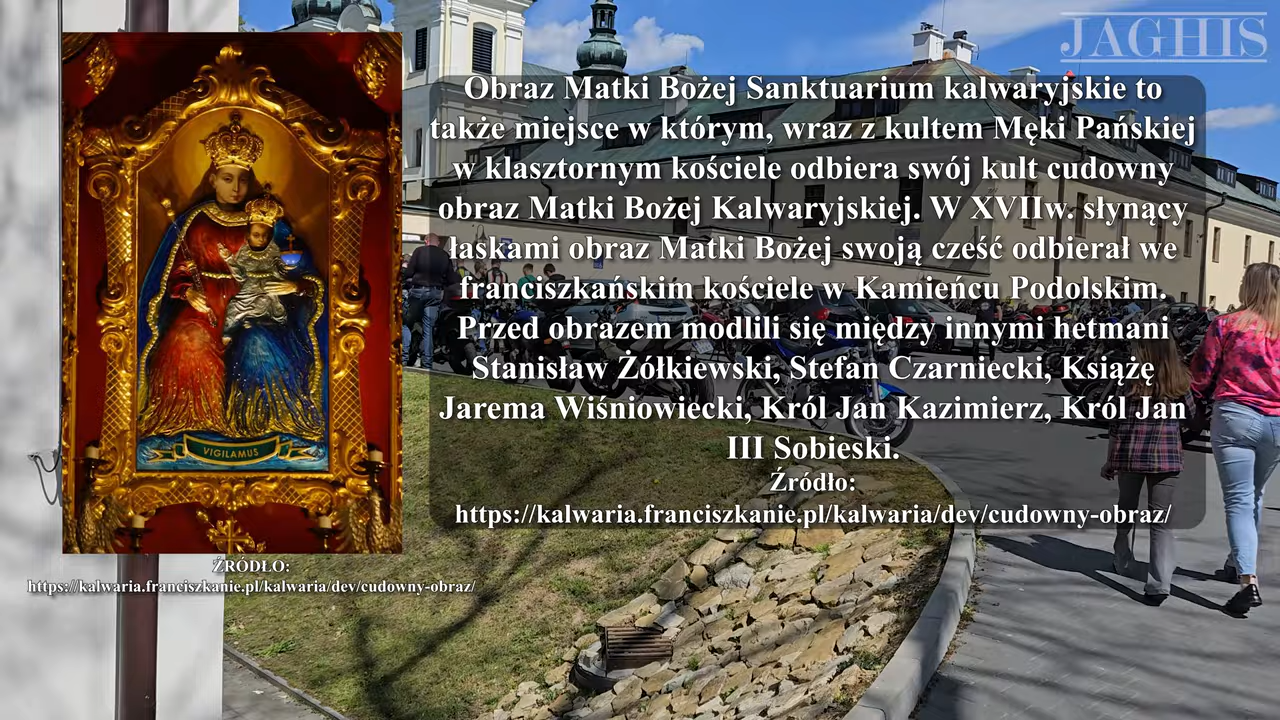 JAGHIS
Obraz Matki Bożej Sanktuarium kalwaryjskie to
także miejsce w którym, wraz z kultem Męki Pańskiej
w klasztornym kościele odbiera swój kult cudowny
obraz Matki Bożej Kalwaryjskiej. W XVIIw. słynący
łaskami obraz Matki Bożej swoją cześć odbierał we
franciszkańskim kościele w Kamieńcu Podolskim.
Przed obrazem modlili się między innymi hetmani
Stanisław Żółkiewski, Stefan Czarniecki, Książę
Jarema Wiśniowiecki, Król Jan Kazimierz, Król Jan
III Sobieski.
Źródło:
https://kalwaria.franciszkanie.pl/kalwaria/dev/cudowny-obraz/
VIGILAMUS
ŹRÓDŁO:
https://kalwaria.franciszkanie.pl/kalwaria/dev/cudowny-obraz/